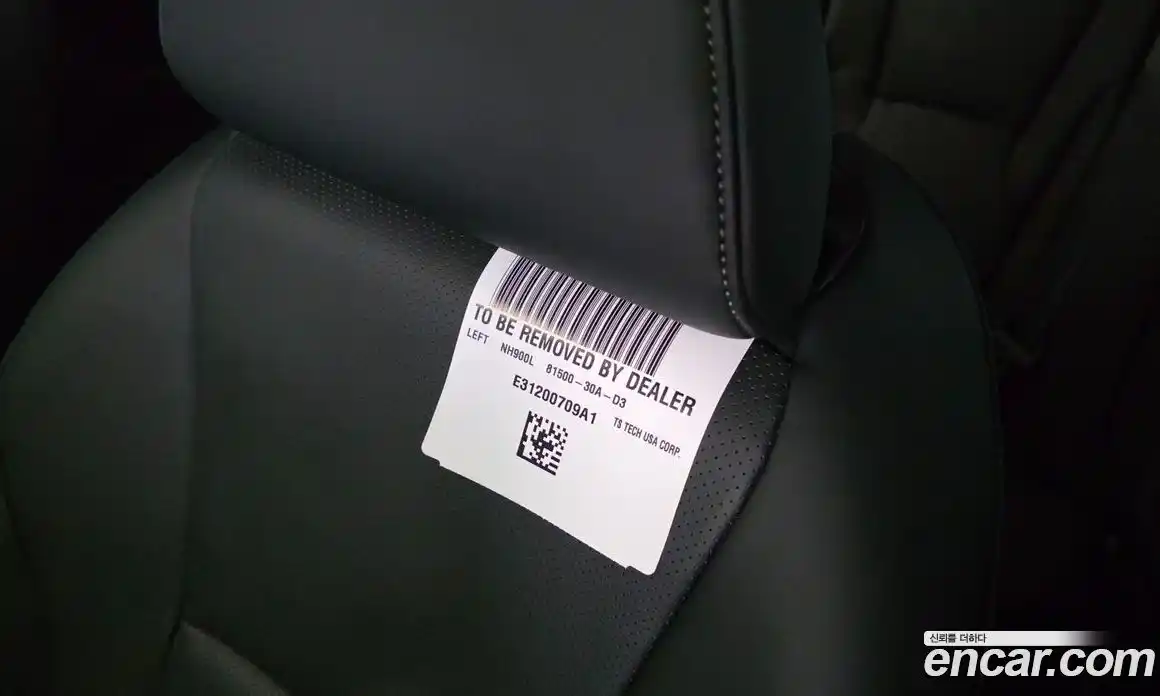 TO BE REMOVED BY DEALER
LEFT NH900L 81500-30A-D3
E31200709A1 TS TECH USA CORP.
신뢰를 더하다
encar.com